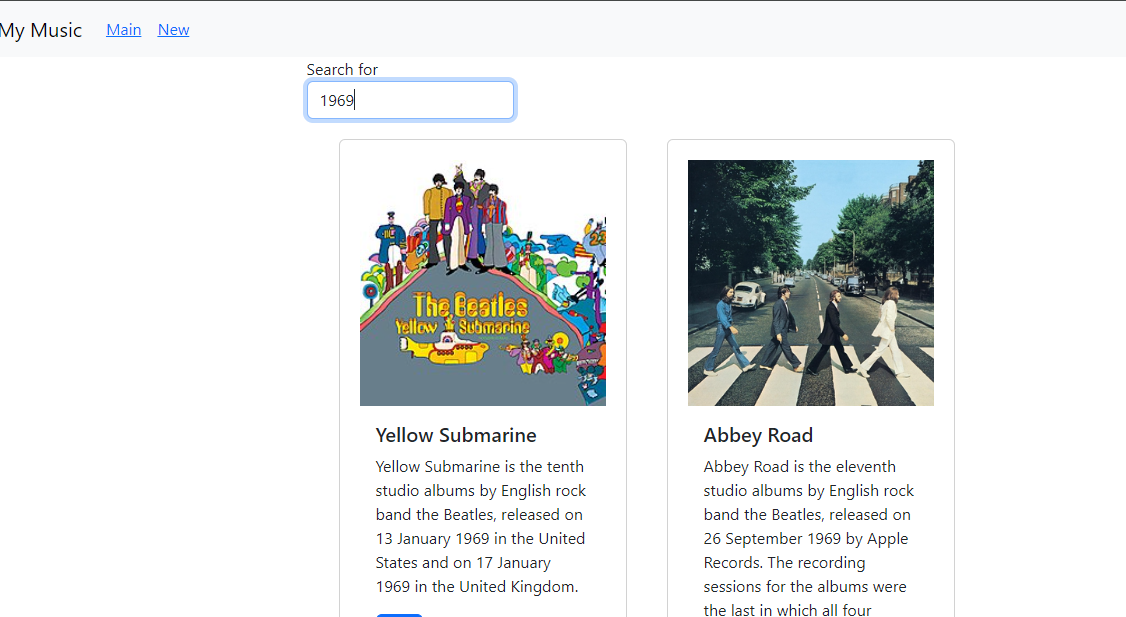 My Music Main New
Search for
1969
The Beatles
Yellow Submarine
Yellow Submarine
Yellow Submarine is the tenth
studio albums by English rock
band the Beatles, released on
13 January 1969 in the United
States and on 17 January
1969 in the United Kingdom.
Abbey Road
Abbey Road is the eleventh
studio albums by English rock
band the Beatles, released on
26 September 1969 by Apple
Records. The recording
sessions for the albums were
the last in which all four